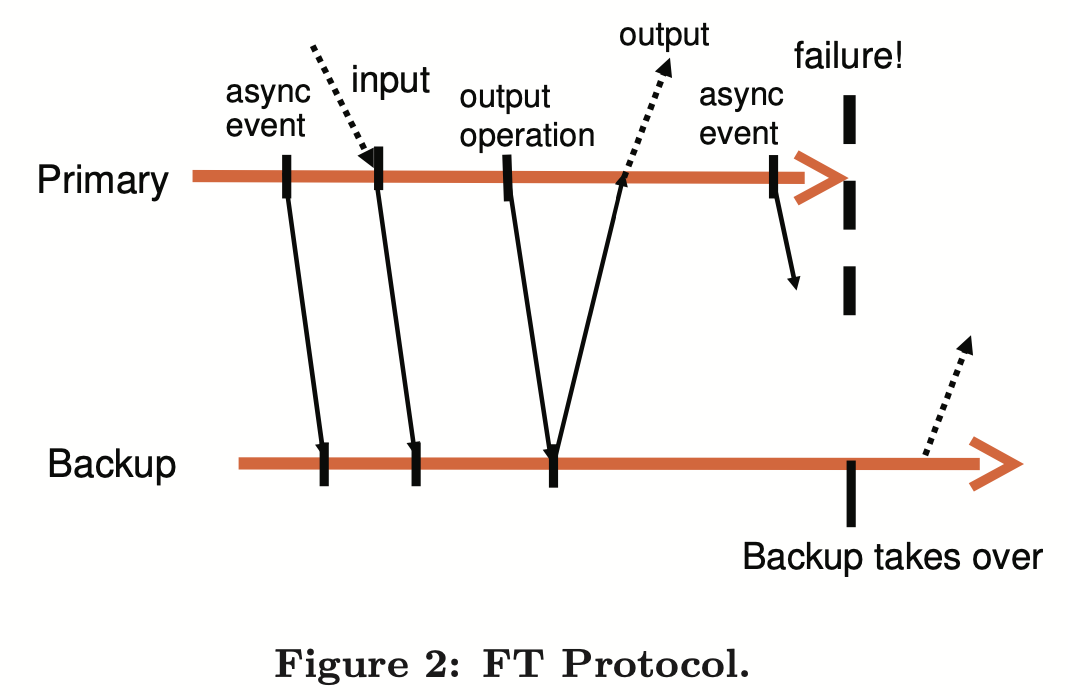 output
failure!
async
event
input
output
operation
async
event
Primary
Backup
Backup takes over
Figure 2: FT Protocol.